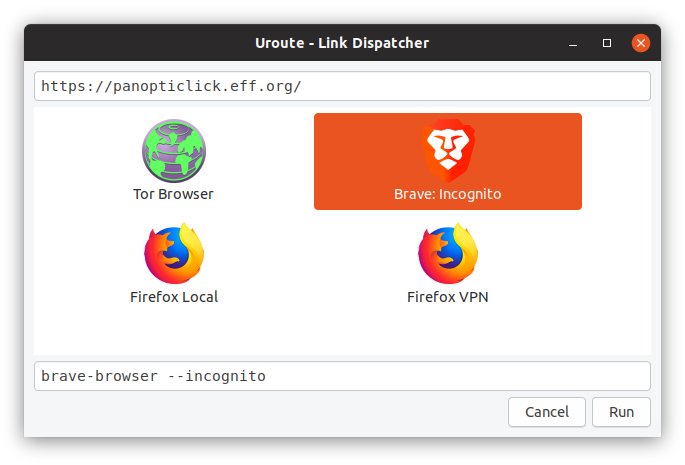 Uroute - Link Dispatcher
https://panopticlick.eff.org/
Tor Browser
Brave: Incognito
Firefox Local
Firefox VPN
brave-browser --incognito
Cancel
Run